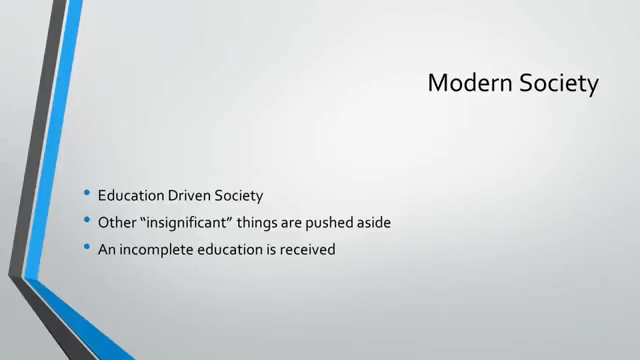 Modern Society
• Education Driven Society
• Other “insignificant” things are pushed aside
• An incomplete education is received